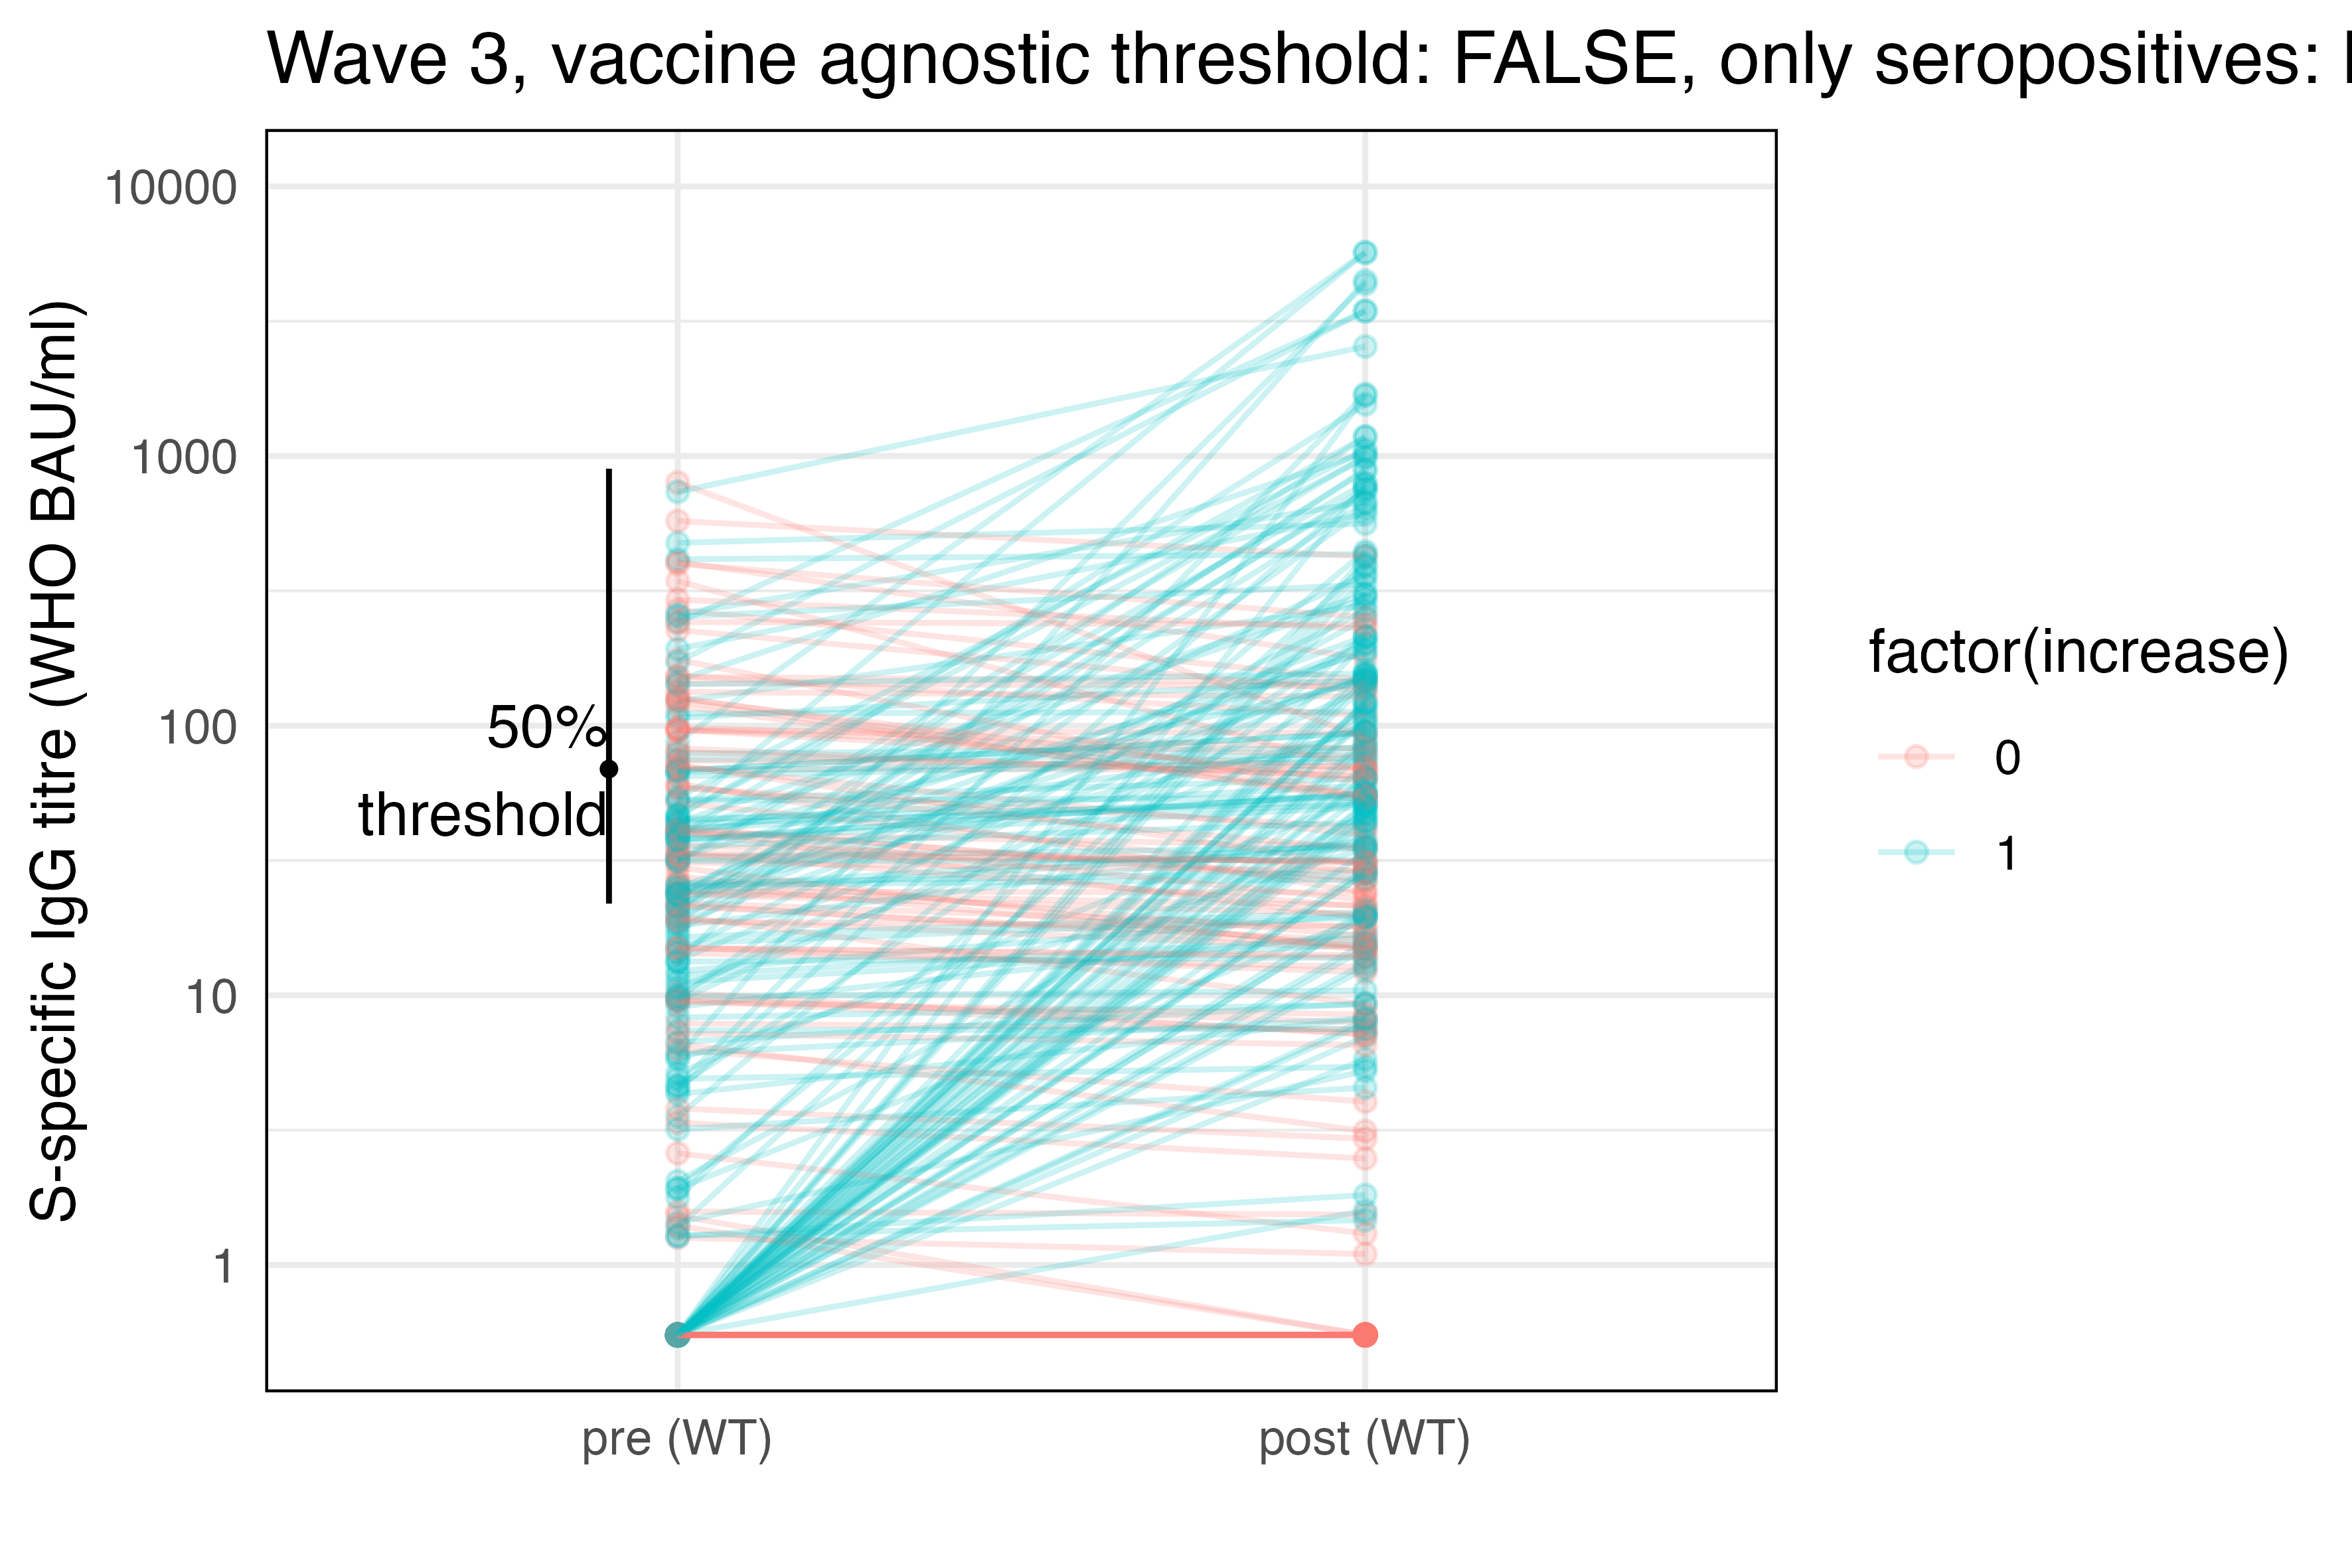 Wave 3, vaccine agnostic threshold: FALSE, only seropositives:
S-specific IgG titre (WHO BAU/ml)
10000
1000
100
10
1
50%
threshold
pre (WT)
post (WT)
factor(increase)
0
1